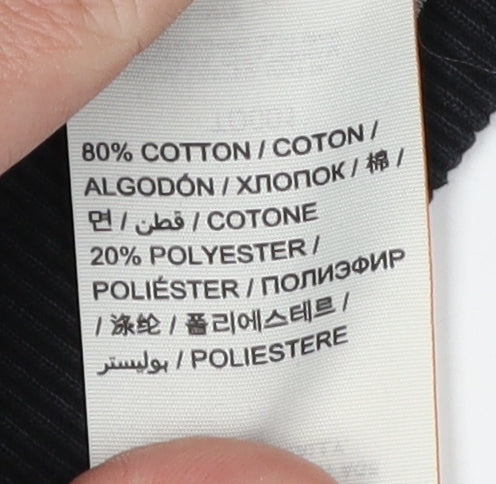 80% COTTON / COTON /
ALGODÓN / ХЛОПОК / 棉 /
면 / قطن / COTONE
20% POLYESTER /
POLIÉSTER / ПОЛИЭФИР
/ 涤纶 / 폴리에스테르 /
بوليستر / POLIESTERE